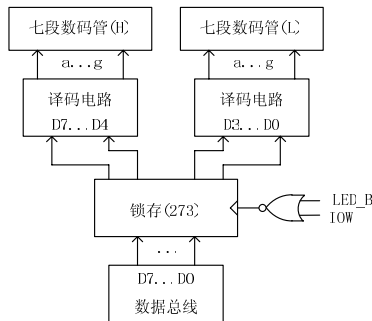 七段数码管(H)
七段数码管(L)
a...g
a...g
译码电路
D7...D4
译码电路
D3...D0
锁存(273)
LED_B
IOW
...
D7...D0
数据总线